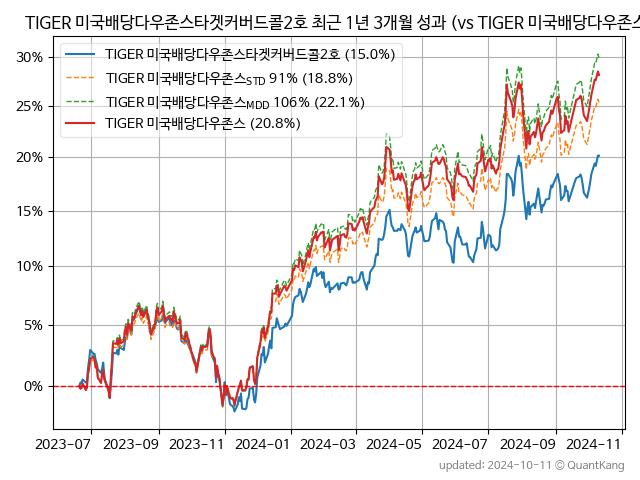 TIGER 미국배당다우존스타겟커버드콜2호 최근 1년 3개월 성과 (vs TIGER 미국배당다우존스
TIGER 미국배당다우존스타겟커버드콜2호 (15.0%)
TIGER 미국배당다우존스STD 91% (18.8%)
TIGER 미국배당다우존스MDD 106% (22.1%)
TIGER 미국배당다우존스 (20.8%)
30%
25%
20%
15%
10%
5%
0%
2023-07 2023-09 2023-11 2024-01 2024-03 2024-05 2024-07 2024-09 2024-11
updated: 2024-10-11 © QuantKang